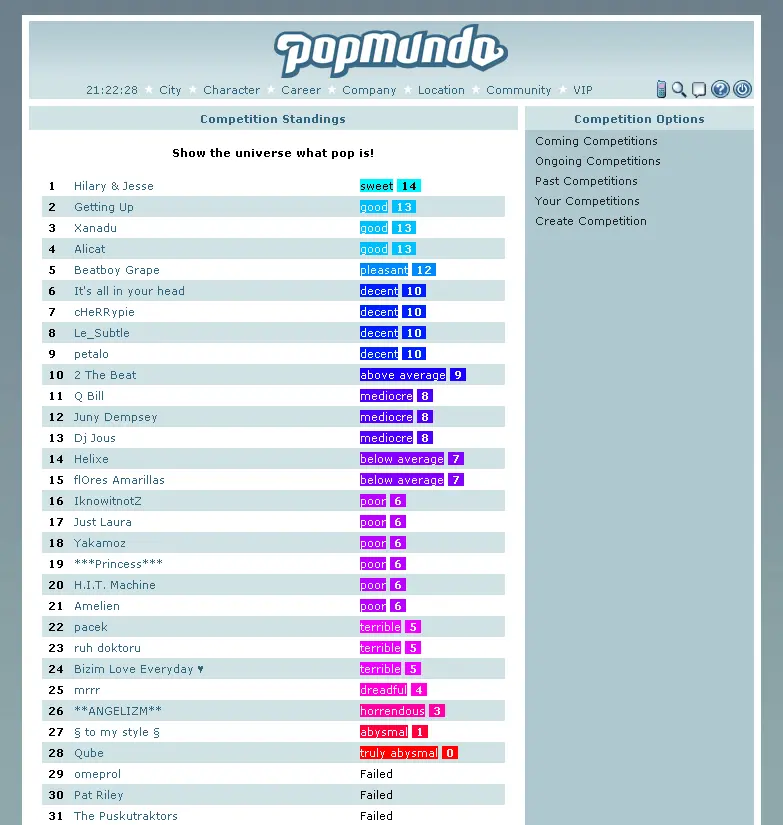 popmundo
21:22:28 ★ City ★ Character ★ Career ★ Company ★ Location ★ Community ★ VIP
Competition Standings
Show the universe what pop is!
1 Hilary & Jesse sweet 14
2 Getting Up good 13
3 Xanadu good 13
4 Alicat good 13
5 Beatboy Grape pleasant 12
6 It's all in your head decent 10
7 cHeRRypie decent 10
8 Le_Subtle decent 10
9 petalo decent 10
10 2 The Beat above average 9
11 Q Bill mediocre 8
12 Juny Dempsey mediocre 8
13 Dj Jous mediocre 8
14 Helixe below average 7
15 flOres Amarillas below average 7
16 IknowitnotZ poor 6
17 Just Laura poor 6
18 Yakamoz poor 6
19 ***Princess*** poor 6
20 H.I.T. Machine poor 6
21 Amelien poor 6
22 pacek terrible 5
23 ruh doktoru terrible 5
24 Bizim Love Everyday ♥ terrible 5
25 mrrr dreadful 4
26 **ANGELIZM** horrendous 3
27 § to my style § abysmal 1
28 Qube truly abysmal 0
29 omeprol Failed
30 Pat Riley Failed
31 The Puskutraktors Failed
Competition Options
Coming Competitions
Ongoing Competitions
Past Competitions
Your Competitions
Create Competition